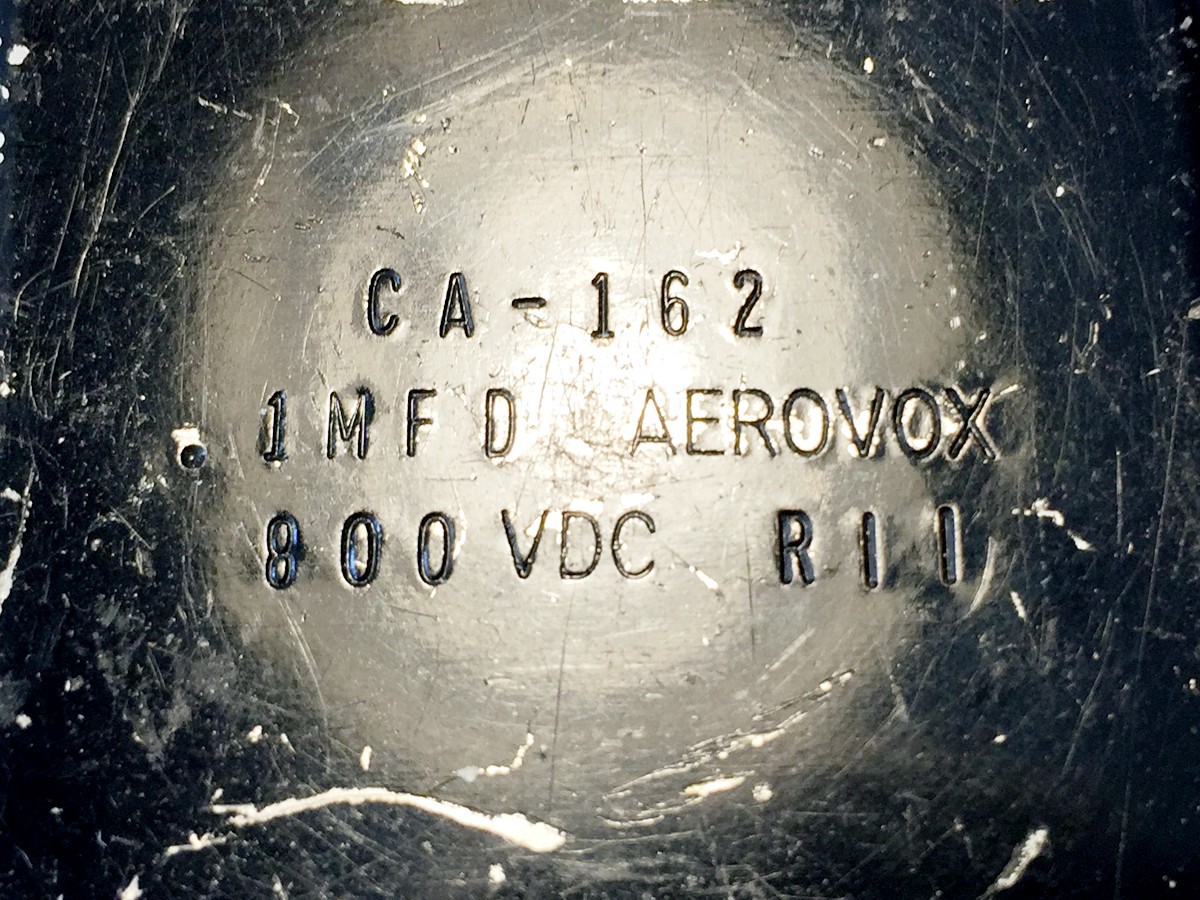 CA-162
.1MFD AEROVOX
800VDC RII